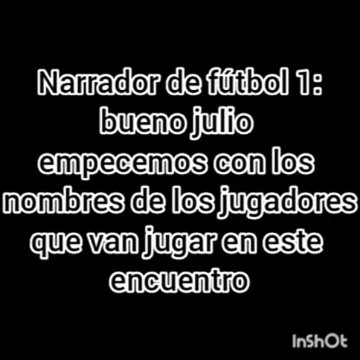 Narrador de fútbol 1:
bueno julio
empecemos con los
nombres de los jugadores
que van jugar en este
encuentro
InShOt